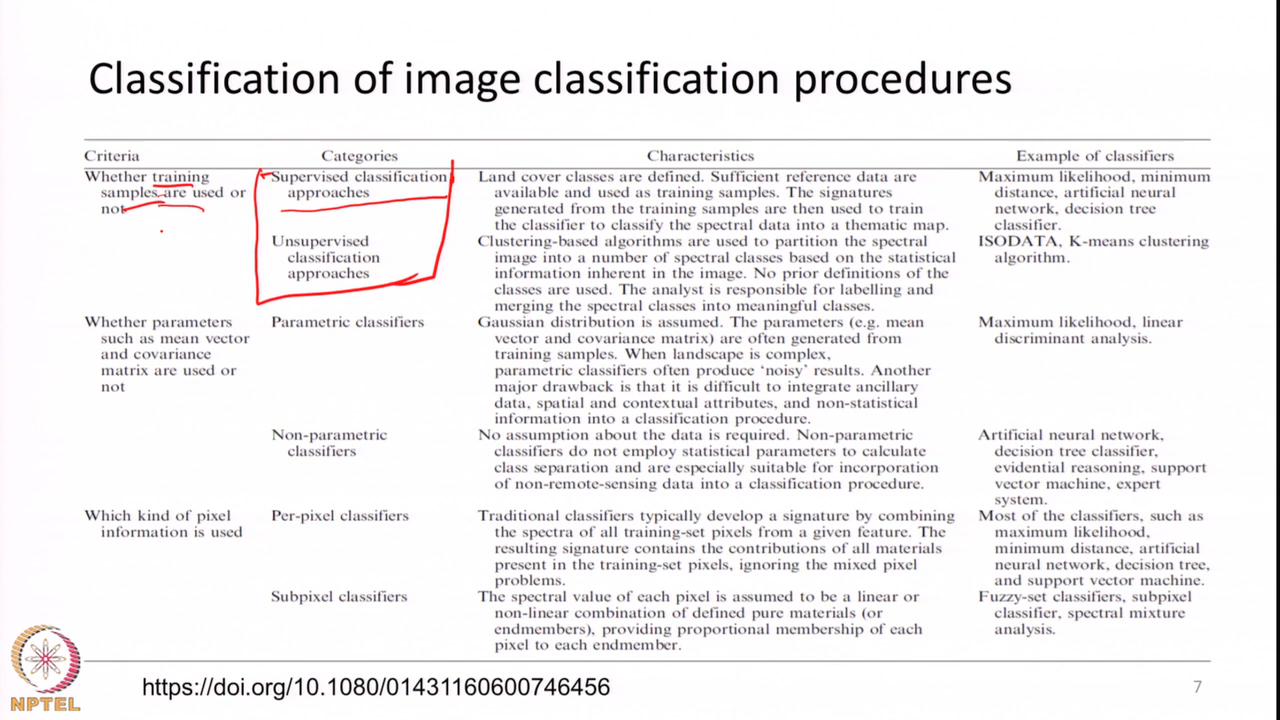 Classification of image classification procedures
Criteria Categories Characteristics Example of classifiers
Whether training samples are used or not
Supervised classification approaches
Land cover classes are defined. Sufficient reference data are
available and used as training samples. The signatures
generated from the training samples are then used to train
the classifier to classify the spectral data into a thematic map.
Maximum likelihood, minimum
distance, artificial neural
network, decision tree
classifier.
Unsupervised
classification
approaches
Clustering-based algorithms are used to partition the spectral
image into a number of spectral classes based on the statistical
information inherent in the image. No prior definitions of the
classes are used. The analyst is responsible for labelling and
merging the spectral classes into meaningful classes.
ISODATA, K-means clustering
algorithm.
Whether parameters
such as mean vector
and covariance
matrix are used or
not
Parametric classifiers
Gaussian distribution is assumed. The parameters (e.g. mean
vector and covariance matrix) are often generated from
training samples. When landscape is complex,
parametric classifiers often produce ‘noisy’ results. Another
major drawback is that it is difficult to integrate ancillary
data, spatial and contextual attributes, and non-statistical
information into a classification procedure.
Maximum likelihood, linear
discriminant analysis.
Non-parametric
classifiers
No assumption about the data is required. Non-parametric
classifiers do not employ statistical parameters to calculate
class separation and are especially suitable for incorporation
of non-remote-sensing data into a classification procedure.
Artificial neural network,
decision tree classifier,
evidential reasoning, support
vector machine, expert
system.
Which kind of pixel
information is used
Per-pixel classifiers
Traditional classifiers typically develop a signature by combining
the spectra of all training-set pixels from a given feature. The
resulting signature contains the contributions of all materials
present in the training-set pixels, ignoring the mixed pixel
problems.
Most of the classifiers, such as
maximum likelihood,
minimum distance, artificial
neural network, decision tree,
and support vector machine.
Subpixel classifiers
The spectral value of each pixel is assumed to be a linear or
non-linear combination of defined pure materials (or
endmembers), providing proportional membership of each
pixel to each endmember.
Fuzzy-set classifiers, subpixel
classifier, spectral mixture
analysis.
https://doi.org/10.1080/01431160600746456
7
NPTEL